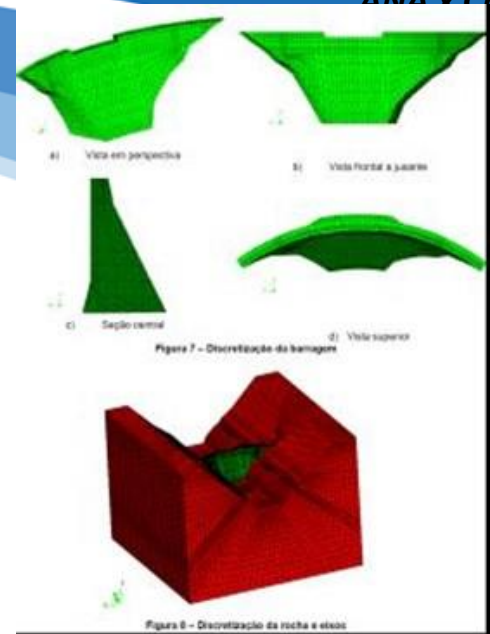 a) Vista em perspectiva
b) Vista frontal a jusante
c) Seção central
d) Vista superior
Figura 7 – Discretização da barragem
Figura 8 – Discretização da rocha e eixos